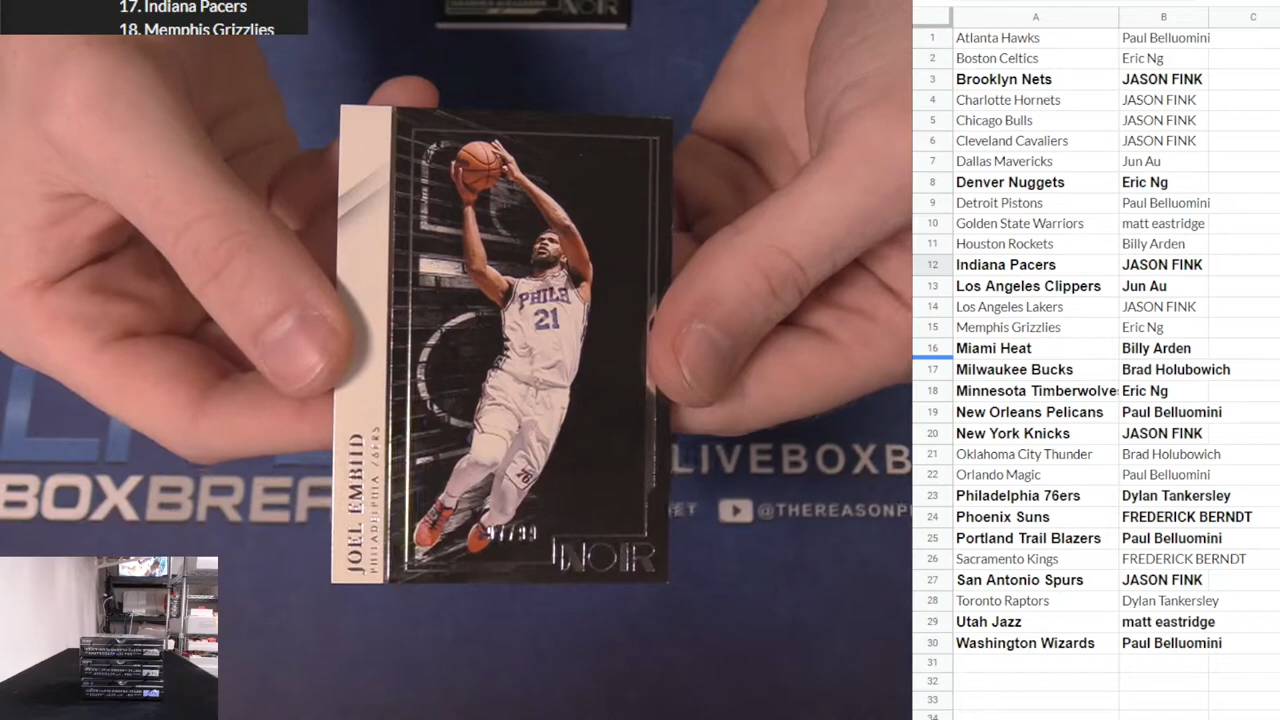 17. Indiana Pacers
18. Memphis Grizzlies
NOIR
PHILA
21
76
JOEL EMBIID
PHILADELPHIA 76ERS
/99
NOIR
BOXBREA
LIVEBOXB
ET @THEREASONP
A B C
1 Atlanta Hawks Paul Belluomini
2 Boston Celtics Eric Ng
3 Brooklyn Nets JASON FINK
4 Charlotte Hornets JASON FINK
5 Chicago Bulls JASON FINK
6 Cleveland Cavaliers JASON FINK
7 Dallas Mavericks Jun Au
8 Denver Nuggets Eric Ng
9 Detroit Pistons Paul Belluomini
10 Golden State Warriors matt eastridge
11 Houston Rockets Billy Arden
12 Indiana Pacers JASON FINK
13 Los Angeles Clippers Jun Au
14 Los Angeles Lakers JASON FINK
15 Memphis Grizzlies Eric Ng
16 Miami Heat Billy Arden
17 Milwaukee Bucks Brad Holubowich
18 Minnesota Timberwolve Eric Ng
19 New Orleans Pelicans Paul Belluomini
20 New York Knicks JASON FINK
21 Oklahoma City Thunder Brad Holubowich
22 Orlando Magic Paul Belluomini
23 Philadelphia 76ers Dylan Tankersley
24 Phoenix Suns FREDERICK BERNDT
25 Portland Trail Blazers Paul Belluomini
26 Sacramento Kings FREDERICK BERNDT
27 San Antonio Spurs JASON FINK
28 Toronto Raptors Dylan Tankersley
29 Utah Jazz matt eastridge
30 Washington Wizards Paul Belluomini
31
32
33
34